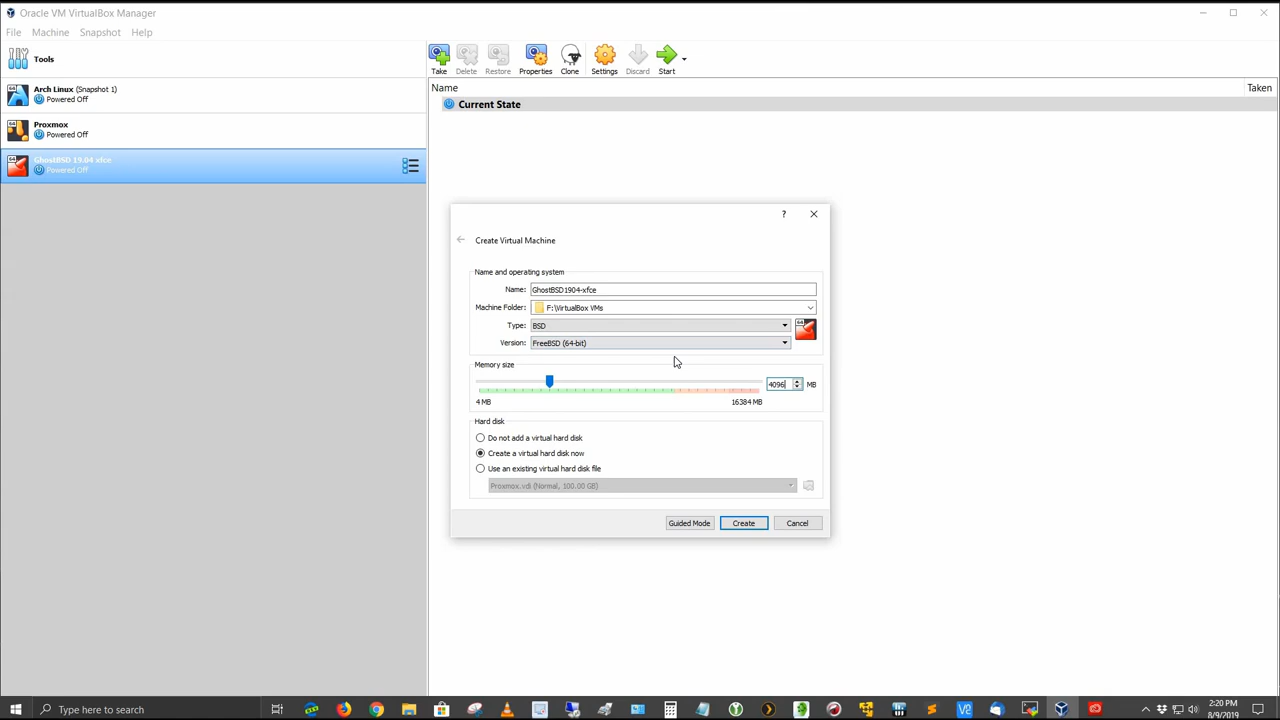 Oracle VM VirtualBox Manager
File Machine Snapshot Help
Tools
Take Delete Restore Properties Clone Settings Discard Start
Arch Linux (Snapshot 1)
Powered Off
Proxmox
Powered Off
GhostBSD 19.04 xfce
Powered Off
Name Taken
Current State
?
Create Virtual Machine
Name and operating system
Name: GhostBSD1904-xfce
Machine Folder: F:\VirtualBox VMs
Type: BSD
Version: FreeBSD (64-bit)
Memory size
4096 MB
4 MB 16384 MB
Hard disk
Do not add a virtual hard disk
Create a virtual hard disk now
Use an existing virtual hard disk file
Proxmox.vdi (Normal, 100.00 GB)
Guided Mode Create Cancel
Type here to search
2:20 PM
8/9/2019